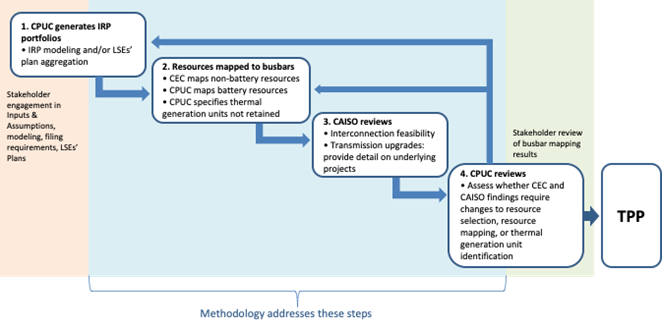 1. CPUC generates IRP
portfolios
• IRP modeling and/or LSEs'
plan aggregation
Stakeholder
engagement in
Inputs &
Assumptions,
modeling, filing
requirements, LSEs'
Plans
2. Resources mapped to busbars
• CEC maps non-battery resources
• CPUC maps battery resources
• CPUC specifies thermal
generation units not retained
3. CAISO reviews
• Interconnection feasibility
• Transmission upgrades:
provide detail on underlying
projects
Stakeholder review
of busbar mapping
results
4. CPUC reviews
• Assess whether CEC and
CAISO findings require
changes to resource
selection, resource
mapping, or thermal
generation unit
identification
TPP
Methodology addresses these steps